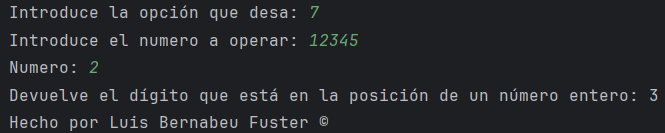 Introduce la opción que desa: 7
Introduce el numero a operar: 12345
Numero: 2
Devuelve el dígito que está en la posición de un número entero: 3
Hecho por Luis Bernabeu Fuster ©